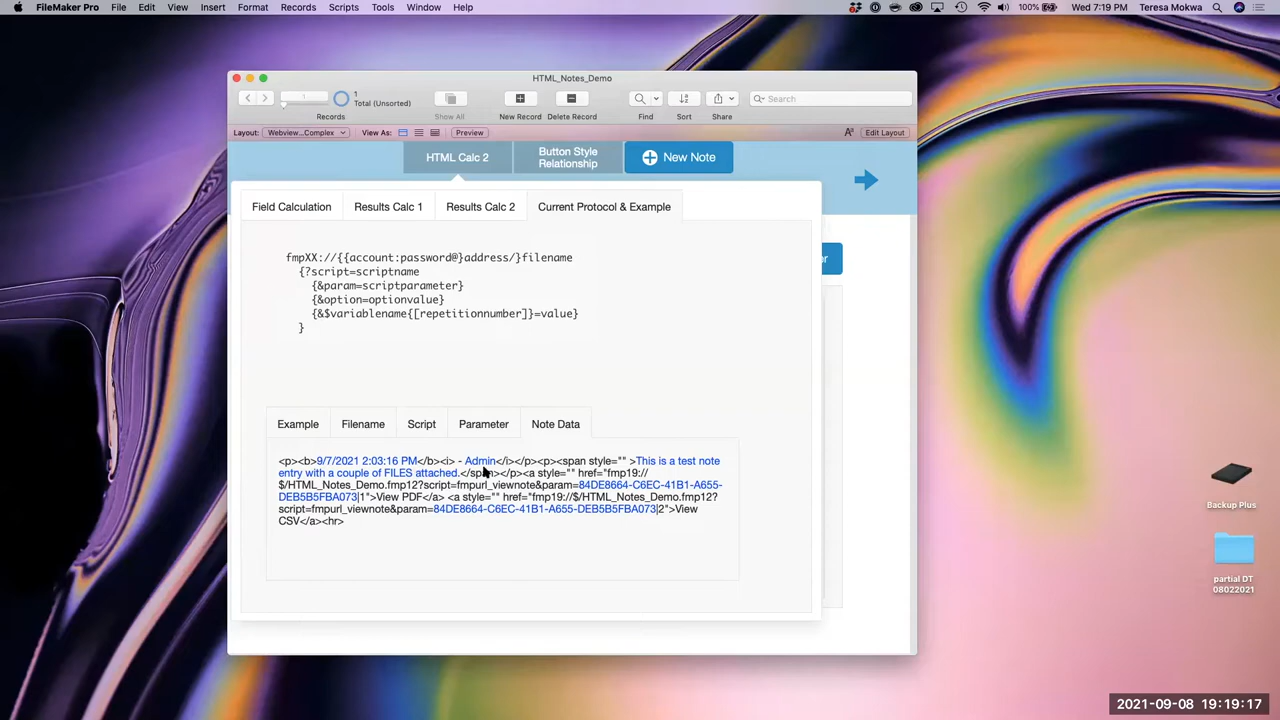 FileMaker Pro File Edit View Insert Format Records Scripts Tools Window Help
100% Wed 7:19 PM Teresa Mokwa
HTML_Notes_Demo
1
1
Total (Unsorted)
Search
Records Show All New Record Delete Record Find Sort Share
Layout: Webview...Complex View As: Preview Edit Layout
HTML Calc 2
Button Style
Relationship
New Note
Field Calculation Results Calc 1 Results Calc 2 Current Protocol & Example
fmpXX://{{account:password@}address/}filename
{?script=scriptname
{&param=scriptparameter}
{&option=optionvalue}
{&$variablename{[repetitionnumber]}=value}
}
Example Filename Script Parameter Note Data
<p><b>9/7/2021 2:03:16 PM</b><i> - Admin</i></p><p><span style="" >This is a test note
entry with a couple of FILES attached.</span></p><a style="" href="fmp19://
$/HTML_Notes_Demo.fmp12?script=fmpurl_viewnote&param=84DE8664-C6EC-41B1-A655-
DEB5B5FBA073|1">View PDF</a> <a style="" href="fmp19://$/HTML_Notes_Demo.fmp12?
script=fmpurl_viewnote&param=84DE8664-C6EC-41B1-A655-DEB5B5FBA073|2">View
CSV</a><hr>
Backup Plus
partial DT
08022021
2021-09-08 19:19:17